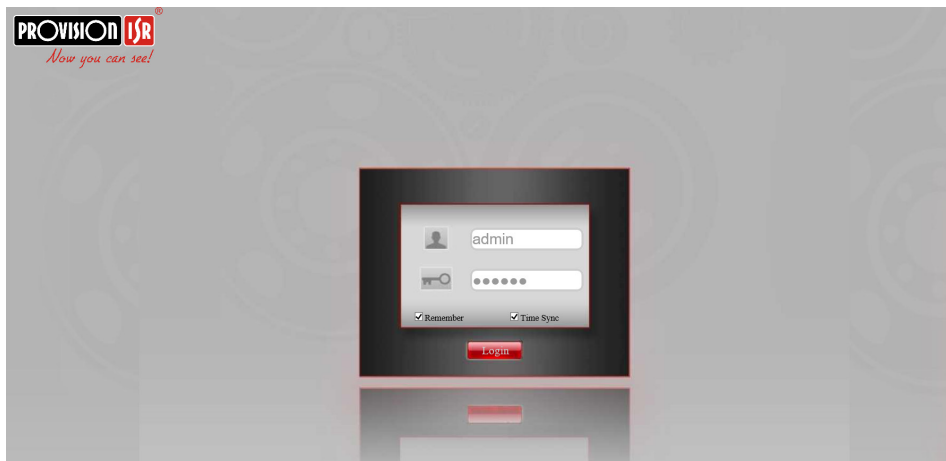 PROVISION ISR®
Now you can see!
admin
●●●●●●
Remember
Time Sync
Login